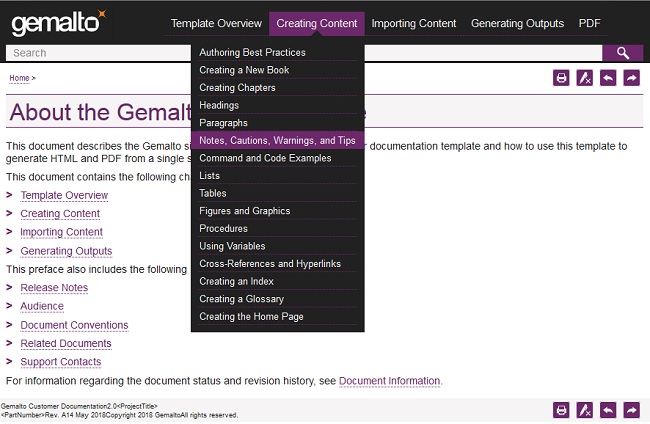 gemalto
Template Overview Creating Content Importing Content Generating Outputs PDF
Search
Authoring Best Practices
Creating a New Book
Creating Chapters
Headings
Paragraphs
Notes, Cautions, Warnings, and Tips
Command and Code Examples
Lists
Tables
Figures and Graphics
Procedures
Using Variables
Cross-References and Hyperlinks
Creating an Index
Creating a Glossary
Creating the Home Page
Home >
About the Gemalt e
This document describes the Gemalto si r documentation template and how to use this template to
generate HTML and PDF from a single s
This document contains the following ch
> Template Overview
> Creating Content
> Importing Content
> Generating Outputs
This preface also includes the following
> Release Notes
> Audience
> Document Conventions
> Related Documents
> Support Contacts
For information regarding the document status and revision history, see Document Information.
Gemalto Customer Documentation2.0<ProjectTitle>
<PartNumber>Rev. A14 May 2018Copyright 2018 GemaltoAll rights reserved.